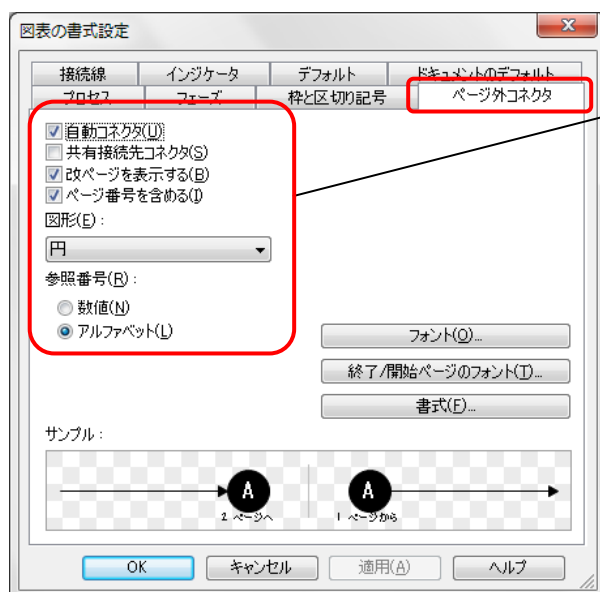 図表の書式設定
接続線 インジケータ デフォルト ドキュメントのデフォルト
プロセス フェーズ 枠と区切り記号 ページ外コネクタ
自動コネクタ(U)
共有接続先コネクタ(S)
改ページを表示する(B)
ページ番号を含める(I)
図形(E):
円
参照番号(R):
数値(N)
アルファベット(L)
フォント(O)...
終了/開始ページのフォント(T)...
書式(F)...
サンプル:
A A
2 ページへ 1 ページから
OK キャンセル 適用(A) ヘルプ